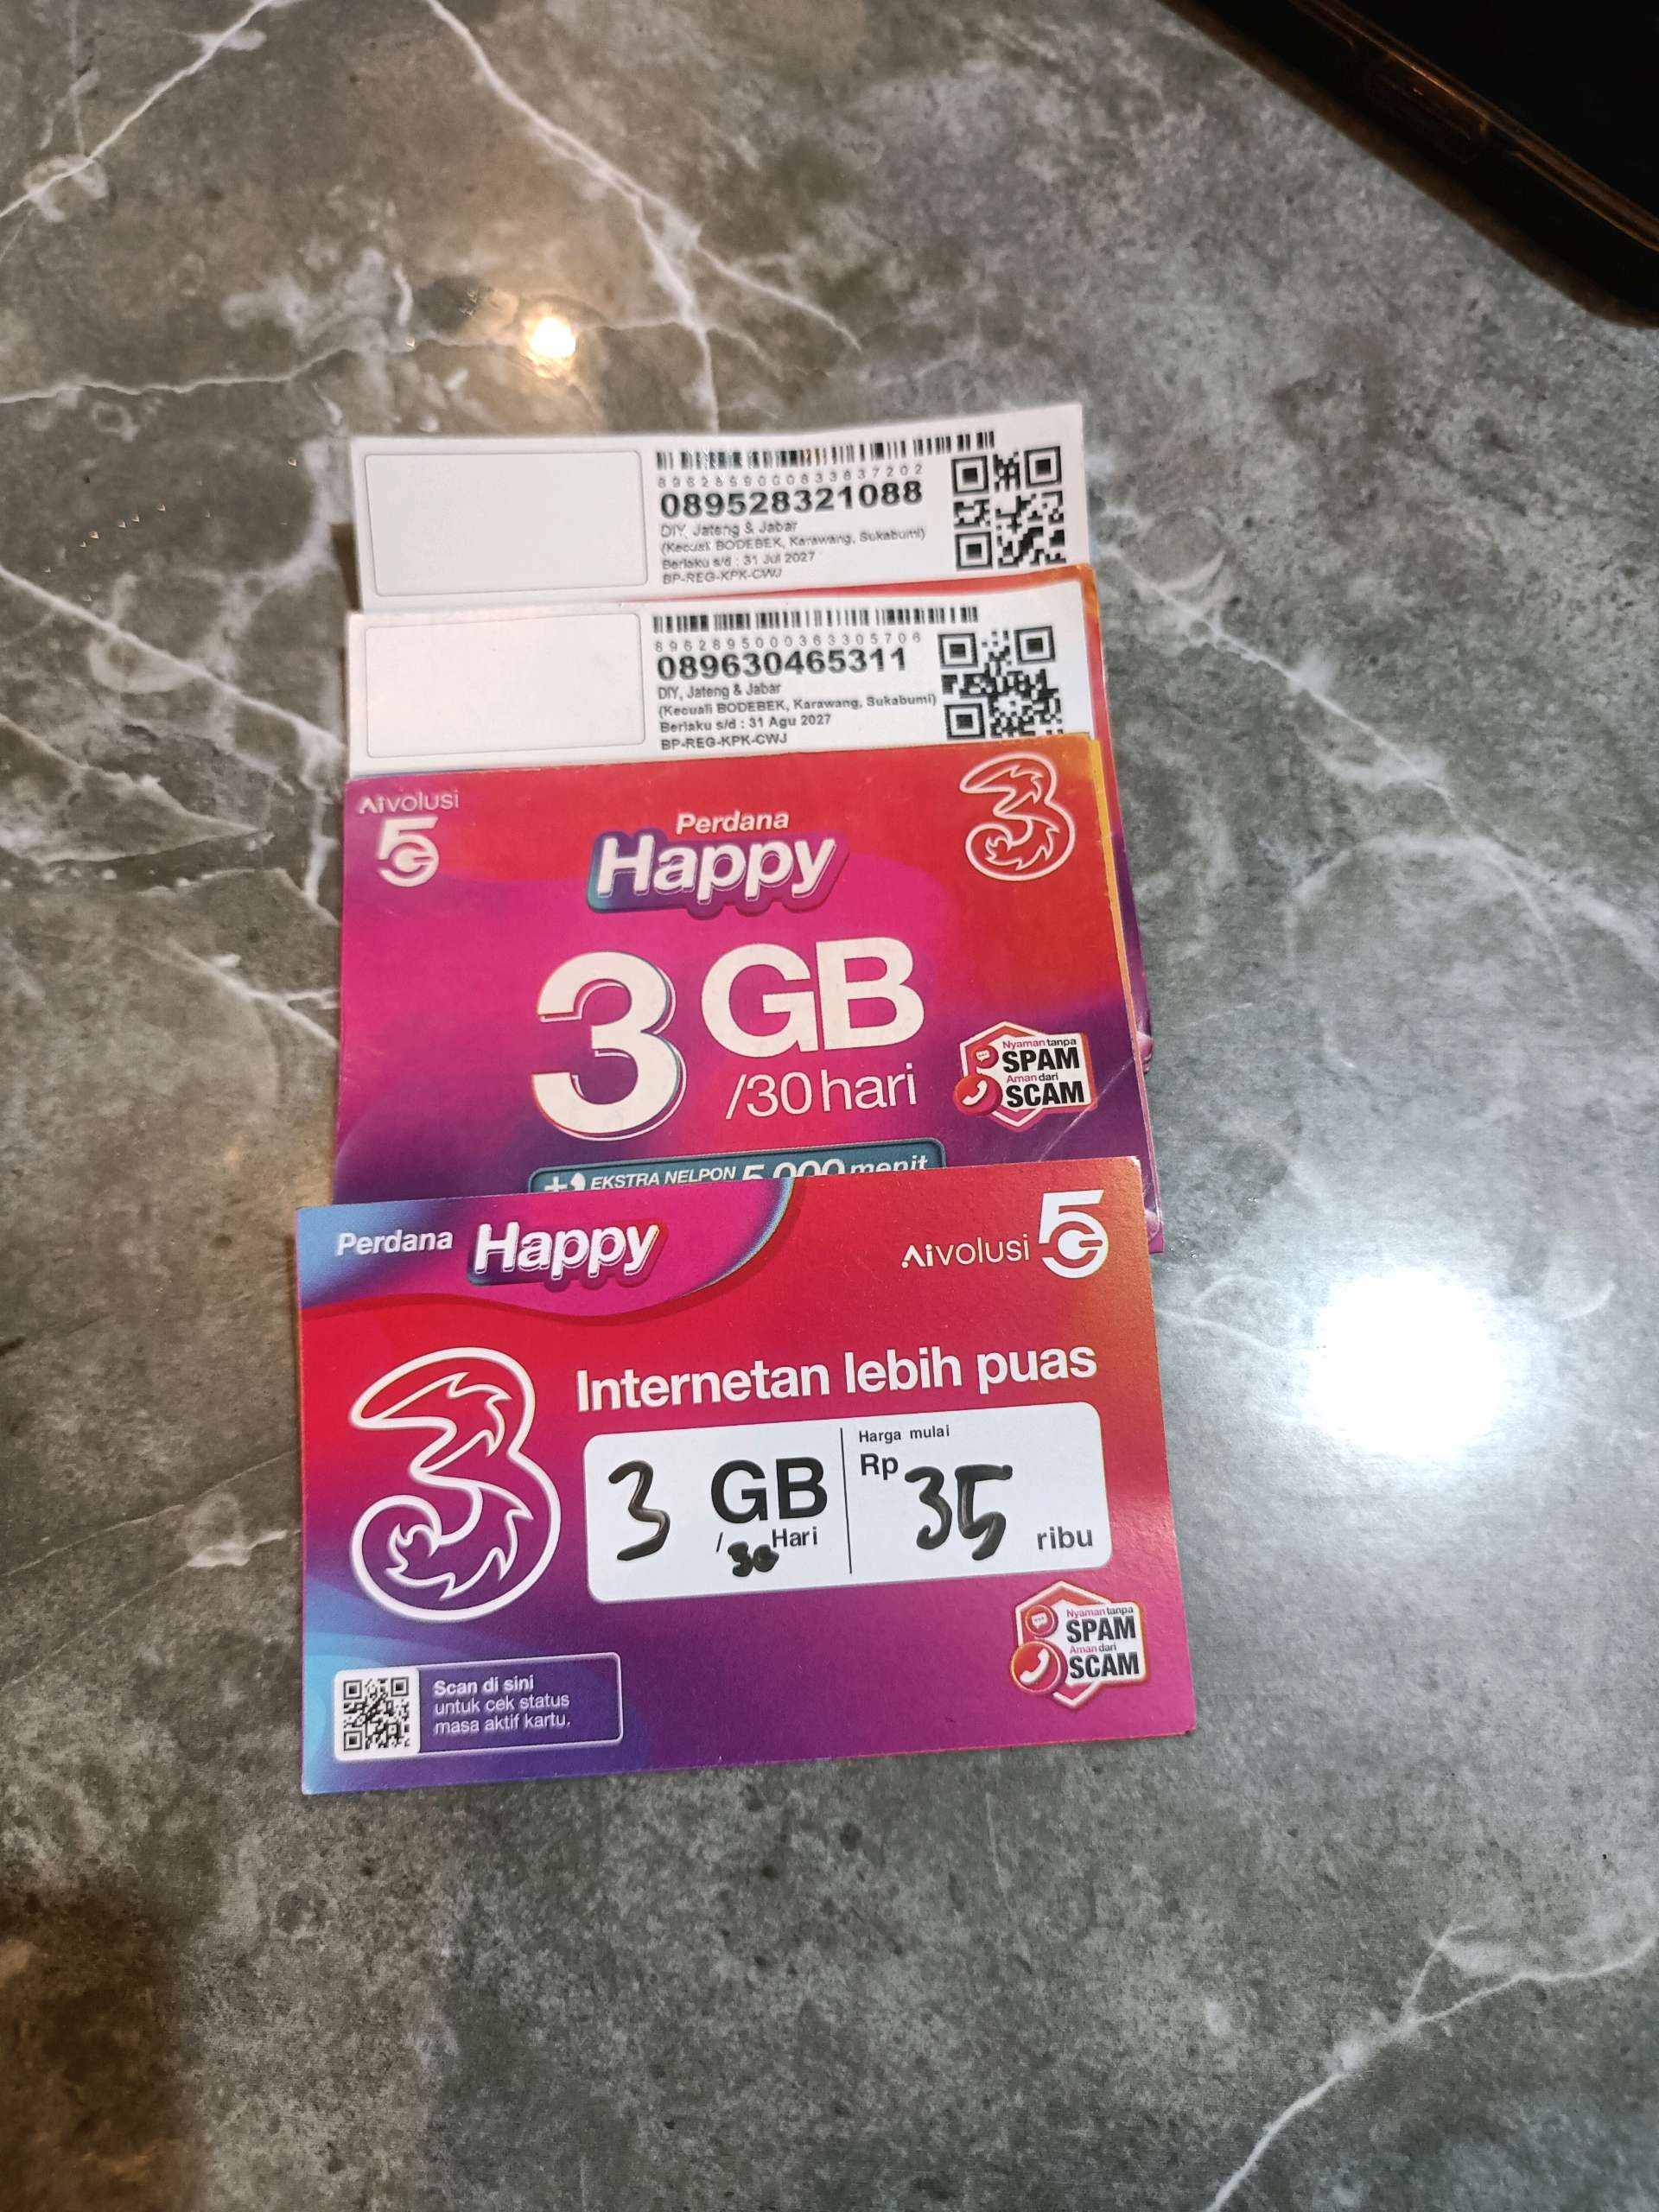 089528321088
DIY, Jateng & Jabar
(Kecuali BODEBEK, Karawang, Sukabumi)
Berlaku s/d : 31 Jul 2027
BP-REG-KPK-CWJ
8962895000363305706
089630465311
DIY, Jateng & Jabar
(Kecuali BODEBEK, Karawang, Sukabumi)
Berlaku s/d : 31 Agu 2027
BP-REG-KPK-CWJ
Aivolusi
5G
Perdana
Happy
3
3 GB
/30 hari
Nyaman tanpa
SPAM
Aman dari
SCAM
+ EKSTRA NELPON 5.000 menit
Perdana Happy
Aivolusi 5G
3
Internetan lebih puas
3 GB
/ 30 Hari
Harga mulai
Rp 35 ribu
Nyaman tanpa
SPAM
Aman dari
SCAM
Scan di sini
untuk cek status
masa aktif kartu.